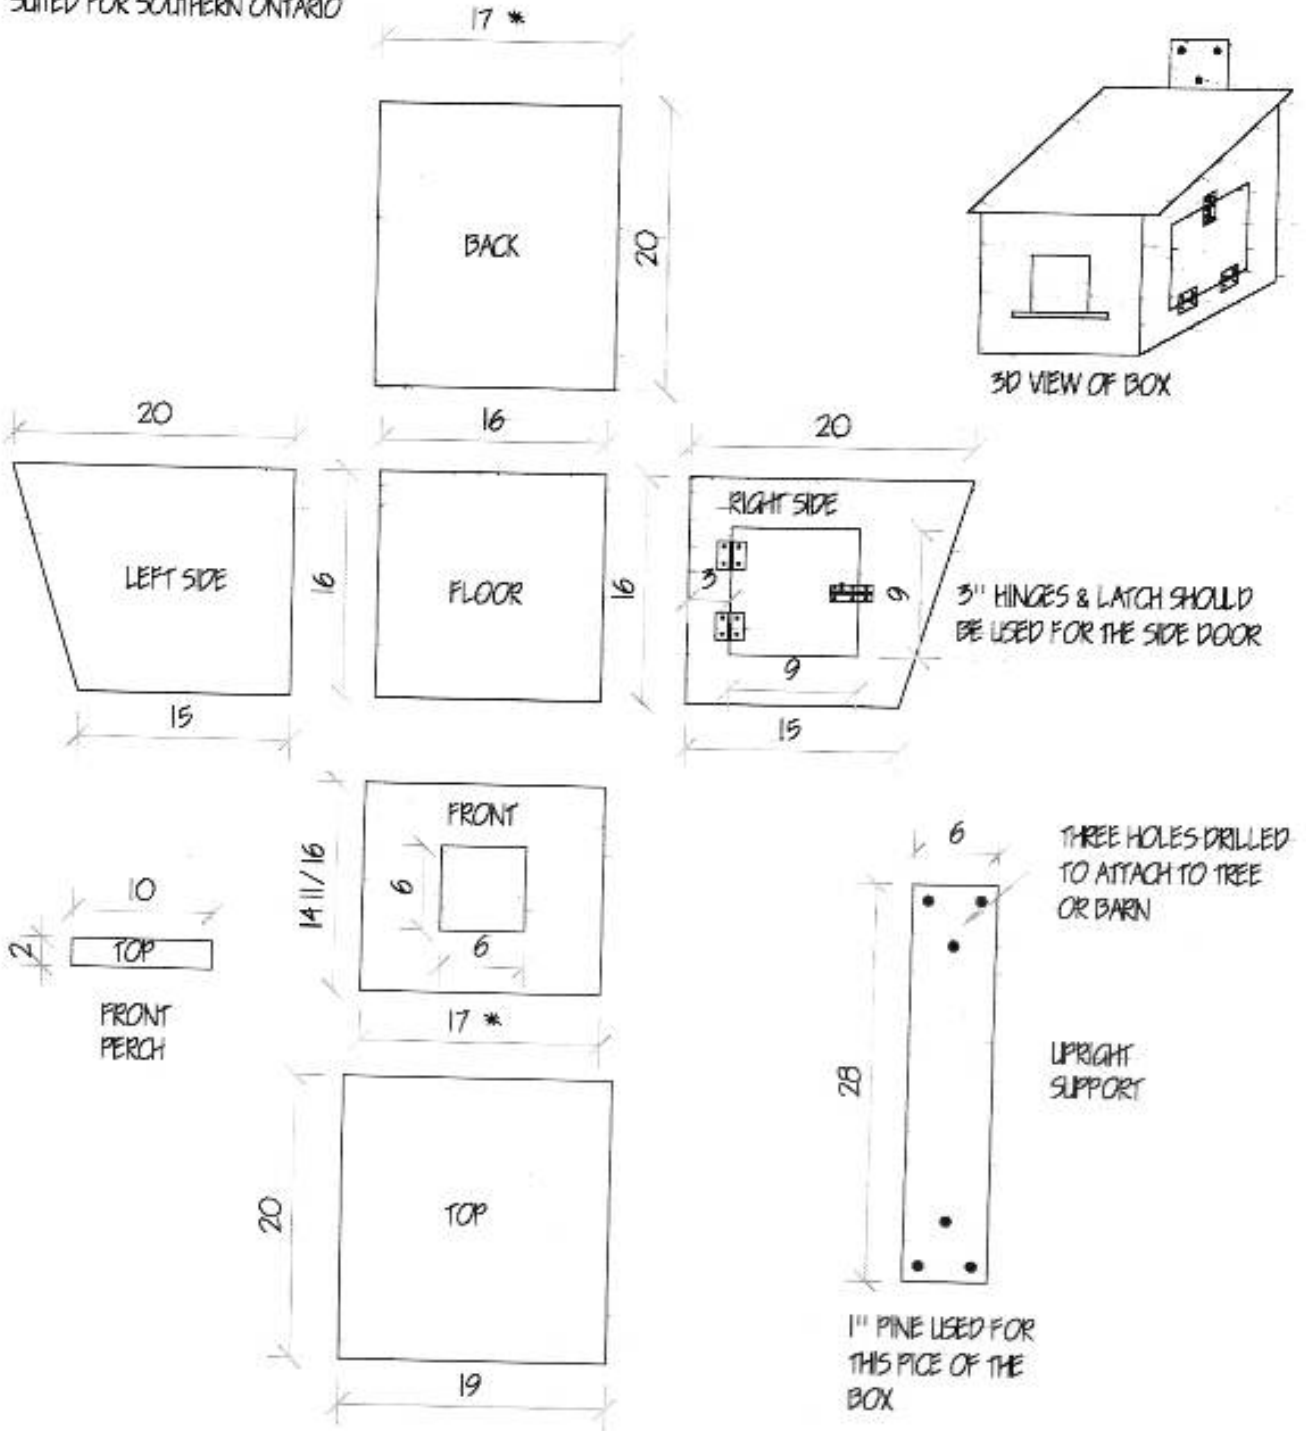 SUITED FOR SOUTHERN ONTARIO
17 *
BACK
20
3D VIEW OF BOX
20
16
20
LEFT SIDE
16
FLOOR
16
RIGHT SIDE
3
9
9
3" HINGES & LATCH SHOULD
BE USED FOR THE SIDE DOOR
15
15
FRONT
14 11/16
6
6
17 *
10
2
TOP
FRONT
PERCH
6
THREE HOLES DRILLED
TO ATTACH TO TREE
OR BARN
28
UPRIGHT
SUPPORT
20
TOP
19
1" PINE USED FOR
THIS PICE OF THE
BOX